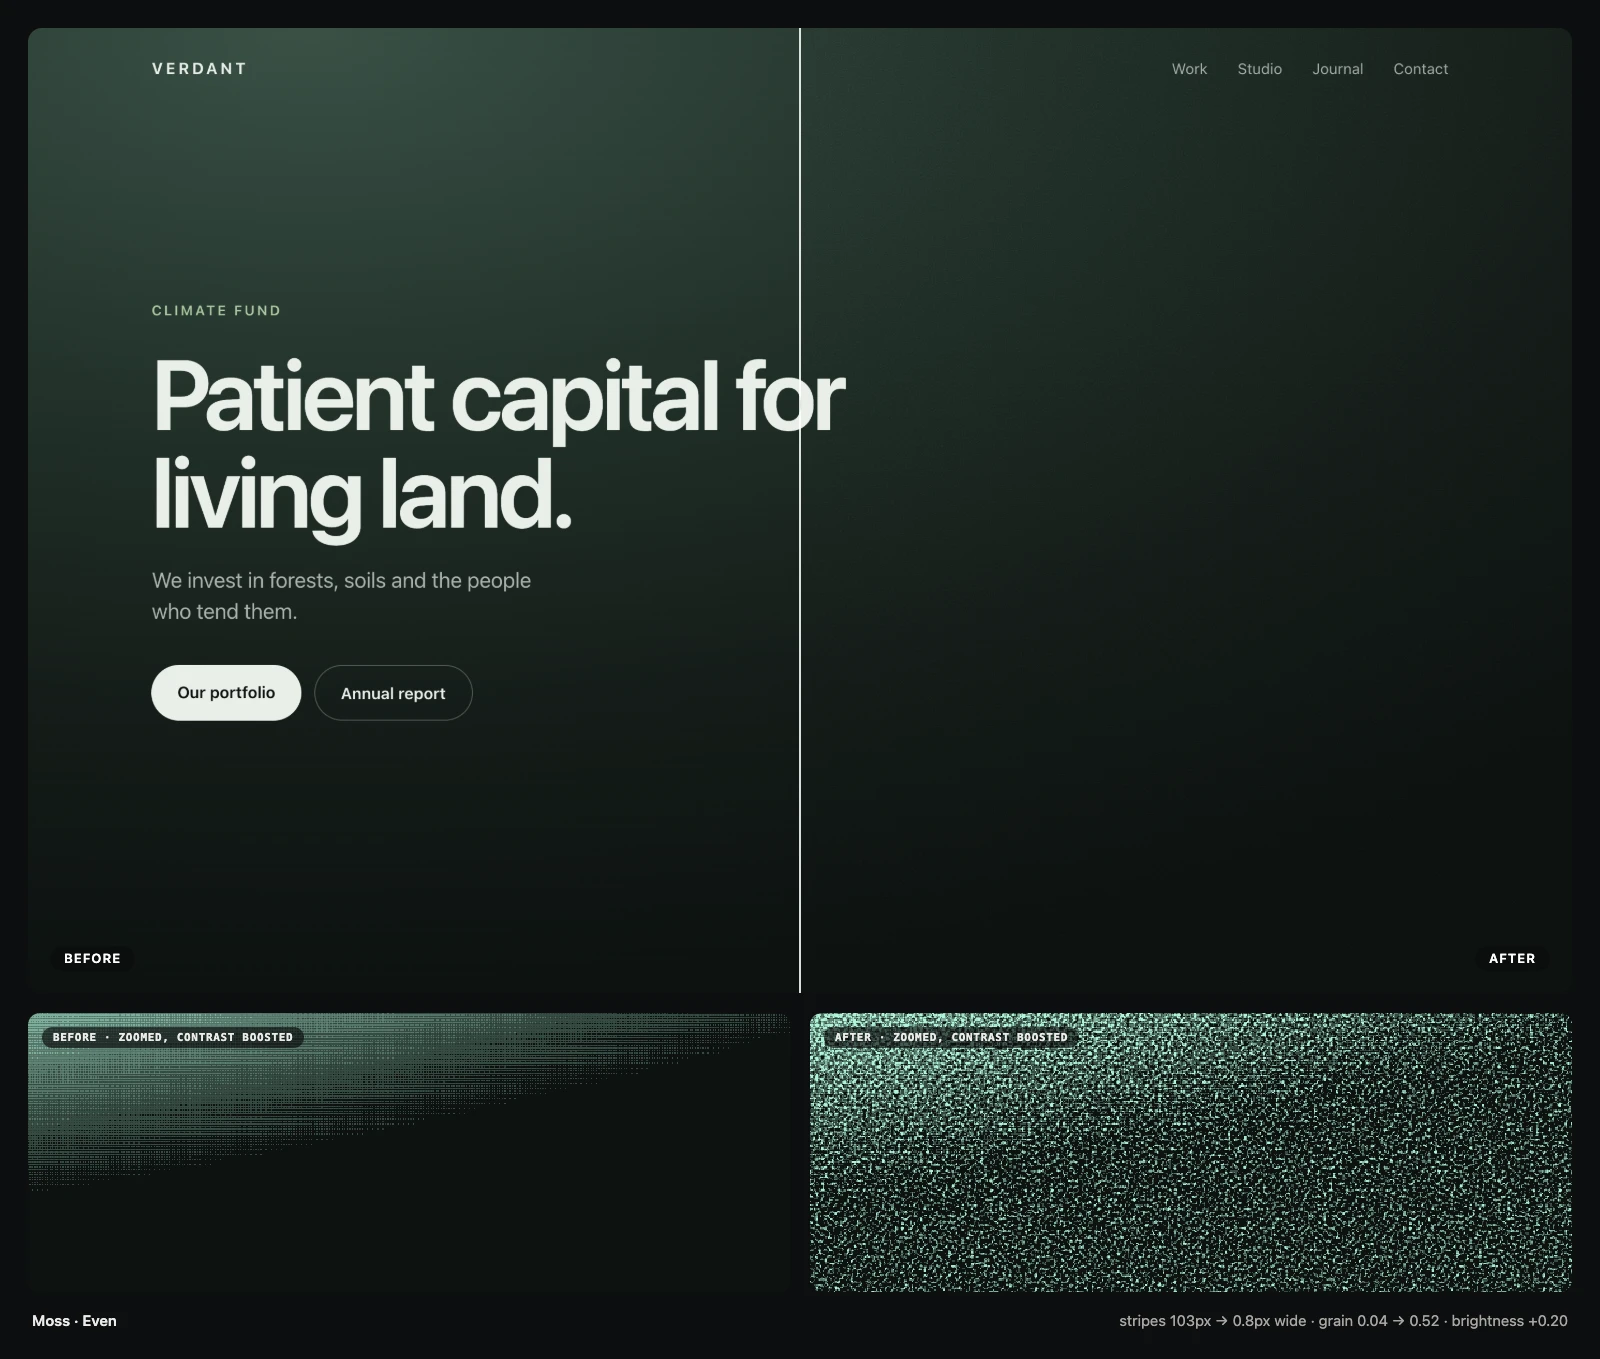 VERDANT
Work Studio Journal Contact
CLIMATE FUND
Patient capital for
living land.
We invest in forests, soils and the people
who tend them.
Our portfolio Annual report
BEFORE AFTER
BEFORE · ZOOMED, CONTRAST BOOSTED
AFTER · ZOOMED, CONTRAST BOOSTED
Moss · Even
stripes 103px → 0.8px wide · grain 0.04 → 0.52 · brightness +0.20